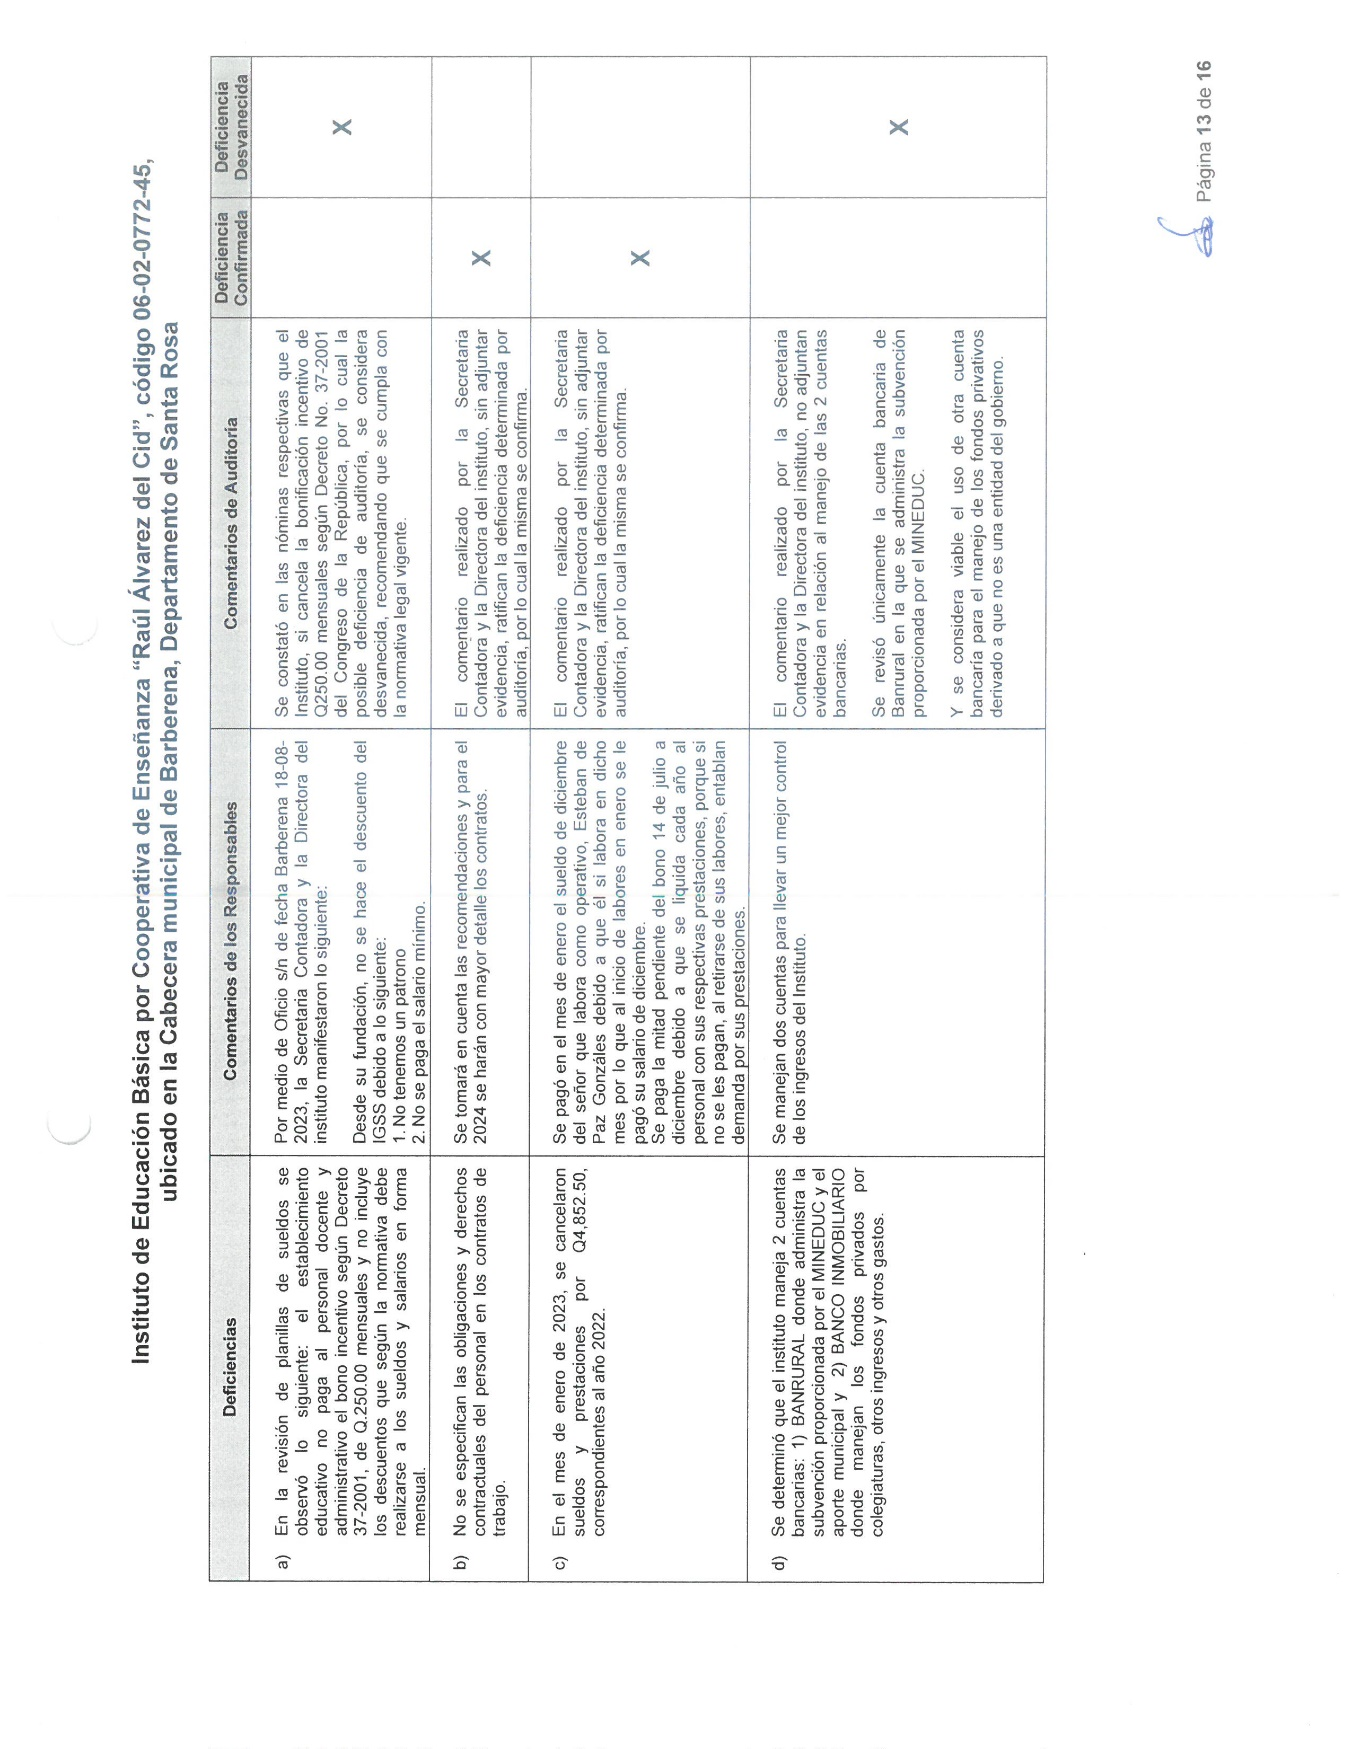 Instituto de Educación Básica por Cooperativa de Enseñanza “Raúl Álvarez del Cid”, código 06-02-0772-45,
ubicado en la Cabecera municipal de Barberena, Departamento de Santa Rosa
Deficiencias
Comentarios de los Responsables
Comentarios de Auditoría
Deficiencia
Confirmada
Deficiencia
Desvanecida
a) En la revisión de planillas de sueldos se
observó lo siguiente: el establecimiento
educativo no paga al personal docente y
administrativo el bono incentivo según Decreto
37-2001, de Q.250.00 mensuales y no incluye
los descuentos que según la normativa debe
realizarse a los sueldos y salarios en forma
mensual.
Por medio de Oficio s/n de fecha Barberena 18-08-
2023, la Secretaria Contadora y la Directora del
instituto manifestaron lo siguiente:
Desde su fundación, no se hace el descuento del
IGSS debido a lo siguiente:
1. No tenemos un patrono
2. No se paga el salario mínimo.
Se constató en las nóminas respectivas que el
Instituto, si cancela la bonificación incentivo de
Q250.00 mensuales según Decreto No. 37-2001
del Congreso de la República, por lo cual la
posible deficiencia de auditoría, se considera
desvanecida, recomendando que se cumpla con
la normativa legal vigente.
X
b) No se especifican las obligaciones y derechos
contractuales del personal en los contratos de
trabajo.
Se tomará en cuenta las recomendaciones y para el
2024 se harán con mayor detalle los contratos.
El comentario realizado por la Secretaria
Contadora y la Directora del instituto, sin adjuntar
evidencia, ratifican la deficiencia determinada por
auditoría, por lo cual la misma se confirma.
X
c) En el mes de enero de 2023, se cancelaron
sueldos y prestaciones por Q4,852.50,
correspondientes al año 2022.
Se pagó en el mes de enero el sueldo de diciembre
del señor que labora como operativo, Esteban de
Paz Gonzáles debido a que él si labora en dicho
mes por lo que al inicio de labores en enero se le
pagó su salario de diciembre.
Se paga la mitad pendiente del bono 14 de julio a
diciembre debido a que se liquida cada año al
personal con sus respectivas prestaciones, porque si
no se les pagan, al retirarse de sus labores, entablan
demanda por sus prestaciones.
El comentario realizado por la Secretaria
Contadora y la Directora del instituto, sin adjuntar
evidencia, ratifican la deficiencia determinada por
auditoría, por lo cual la misma se confirma.
X
d) Se determinó que el instituto maneja 2 cuentas
bancarias: 1) BANRURAL donde administra la
subvención proporcionada por el MINEDUC y el
aporte municipal y 2) BANCO INMOBILIARIO
donde manejan los fondos privados por
colegiaturas, otros ingresos y otros gastos.
Se manejan dos cuentas para llevar un mejor control
de los ingresos del Instituto.
El comentario realizado por la Secretaria
Contadora y la Directora del instituto, no adjuntan
evidencia en relación al manejo de las 2 cuentas
bancarias.
Se revisó únicamente la cuenta bancaria de
Banrural en la que se administra la subvención
proporcionada por el MINEDUC.
Y se considera viable el uso de otra cuenta
bancaria para el manejo de los fondos privativos
derivado a que no es una entidad del gobierno.
X
Página 13 de 16